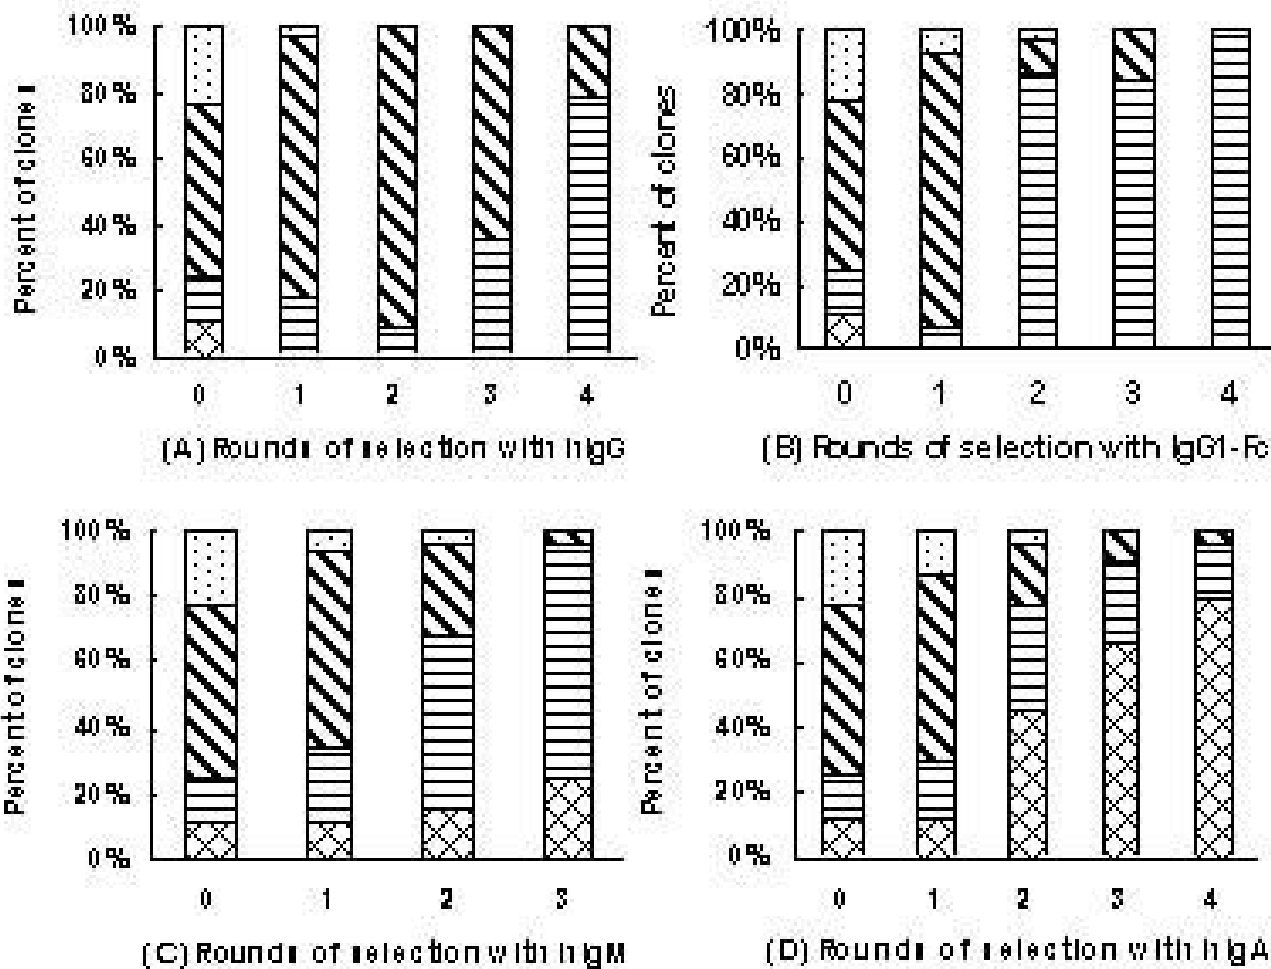 100%
80%
60%
40%
20%
0%
Percent of clones
0 1 2 3 4
(A) Rounds of selection with hIgG
100%
80%
60%
40%
20%
0%
Percent of clones
0 1 2 3 4
(B) Rounds of selection with IgG1-Fc
100%
80%
60%
40%
20%
0%
Percent of clones
0 1 2 3
(C) Rounds of selection with hIgM
100%
80%
60%
40%
20%
0%
Percent of clones
0 1 2 3 4
(D) Rounds of selection with hIgA